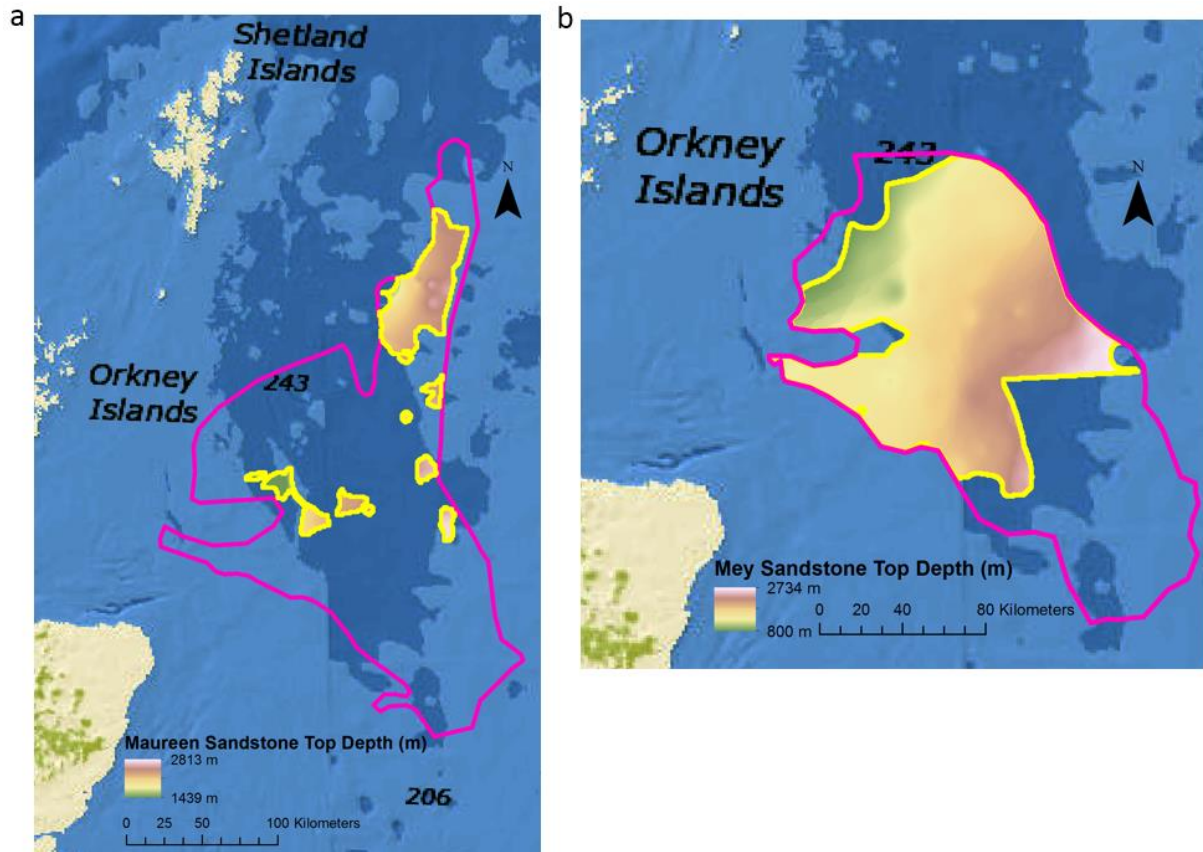 a
Shetland
Islands
N
Orkney
Islands
243
Maureen Sandstone Top Depth (m)
2813 m
1439 m
206
0 25 50 100 Kilometers
b
243
Orkney
Islands
N
Mey Sandstone Top Depth (m)
2734 m
800 m
0 20 40 80 Kilometers